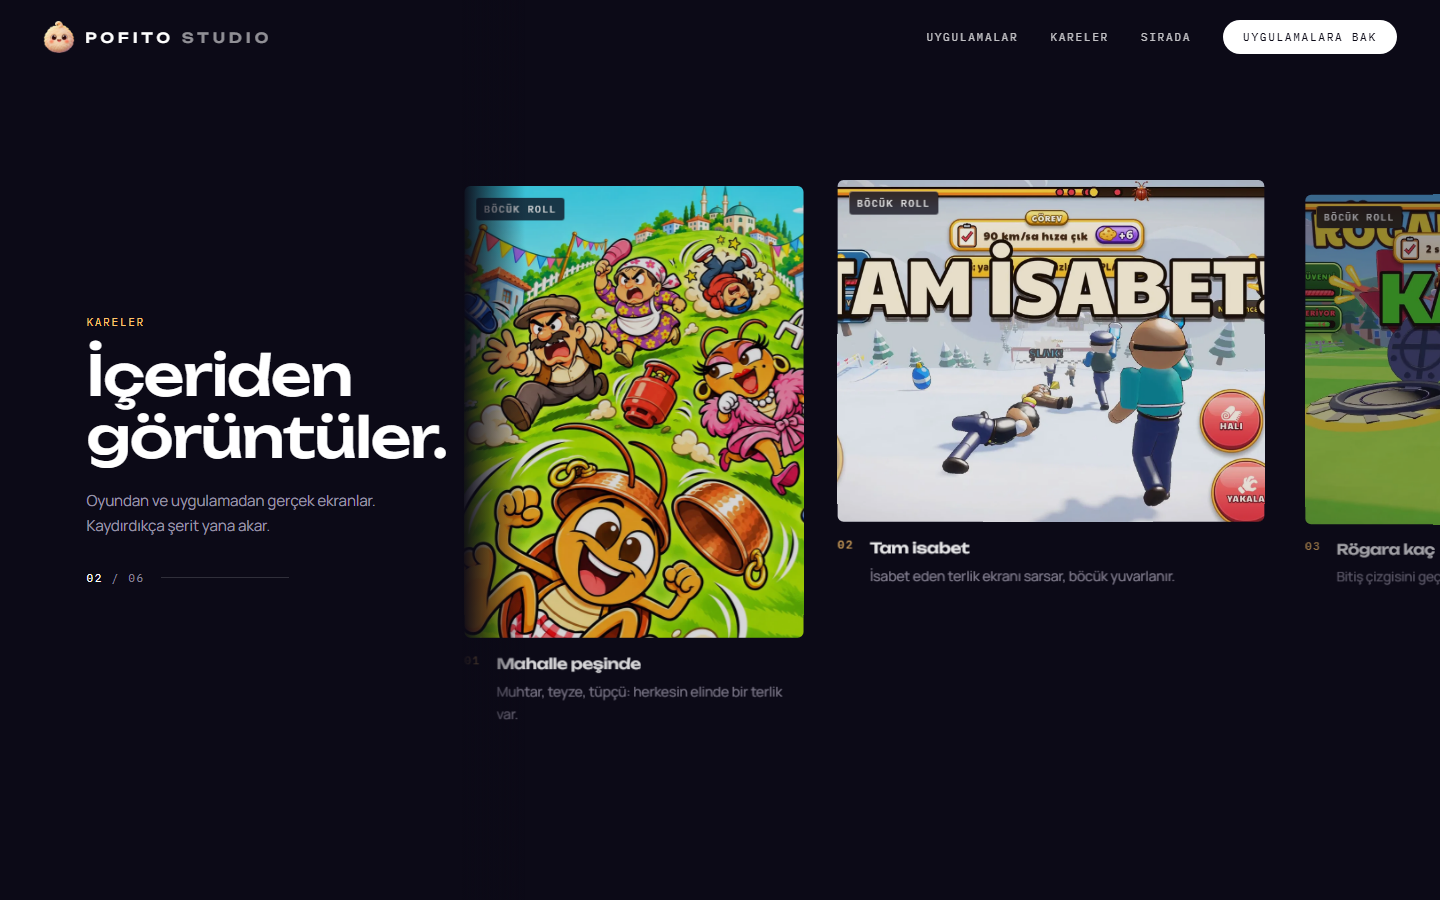 POFITO STUDIO
UYGULAMALAR
KARELER
SIRADA
UYGULAMALARA BAK
KARELER
İçeriden
görüntüler.
Oyundan ve uygulamadan gerçek ekranlar.
Kaydırdıkça şerit yana akar.
02 / 06
BÖCÜK ROLL
01
Mahalle peşinde
Muhtar, teyze, tüpçü: herkesin elinde bir terlik
var.
BÖCÜK ROLL
GÖREV
90 km/sa hıza çık
+6
TAM İSABET!
HALI
YAKALA
02
Tam isabet
İsabet eden terlik ekranı sarsar, böcük yuvarlanır.
BÖCÜK ROLL
03
Rögara kaç
Bitiş çizgisini